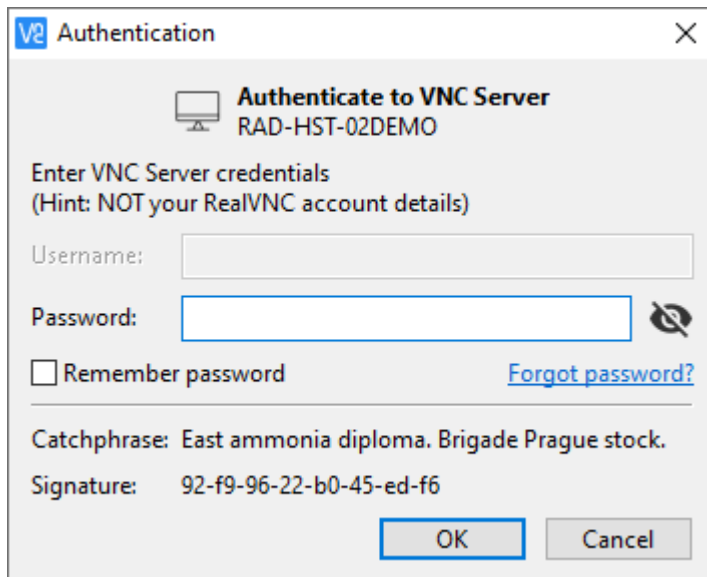 V2 Authentication
Authenticate to VNC Server
RAD-HST-02DEMO
Enter VNC Server credentials
(Hint: NOT your RealVNC account details)
Username:
Password:
Remember password Forgot password?
Catchphrase: East ammonia diploma. Brigade Prague stock.
Signature: 92-f9-96-22-b0-45-ed-f6
OK Cancel